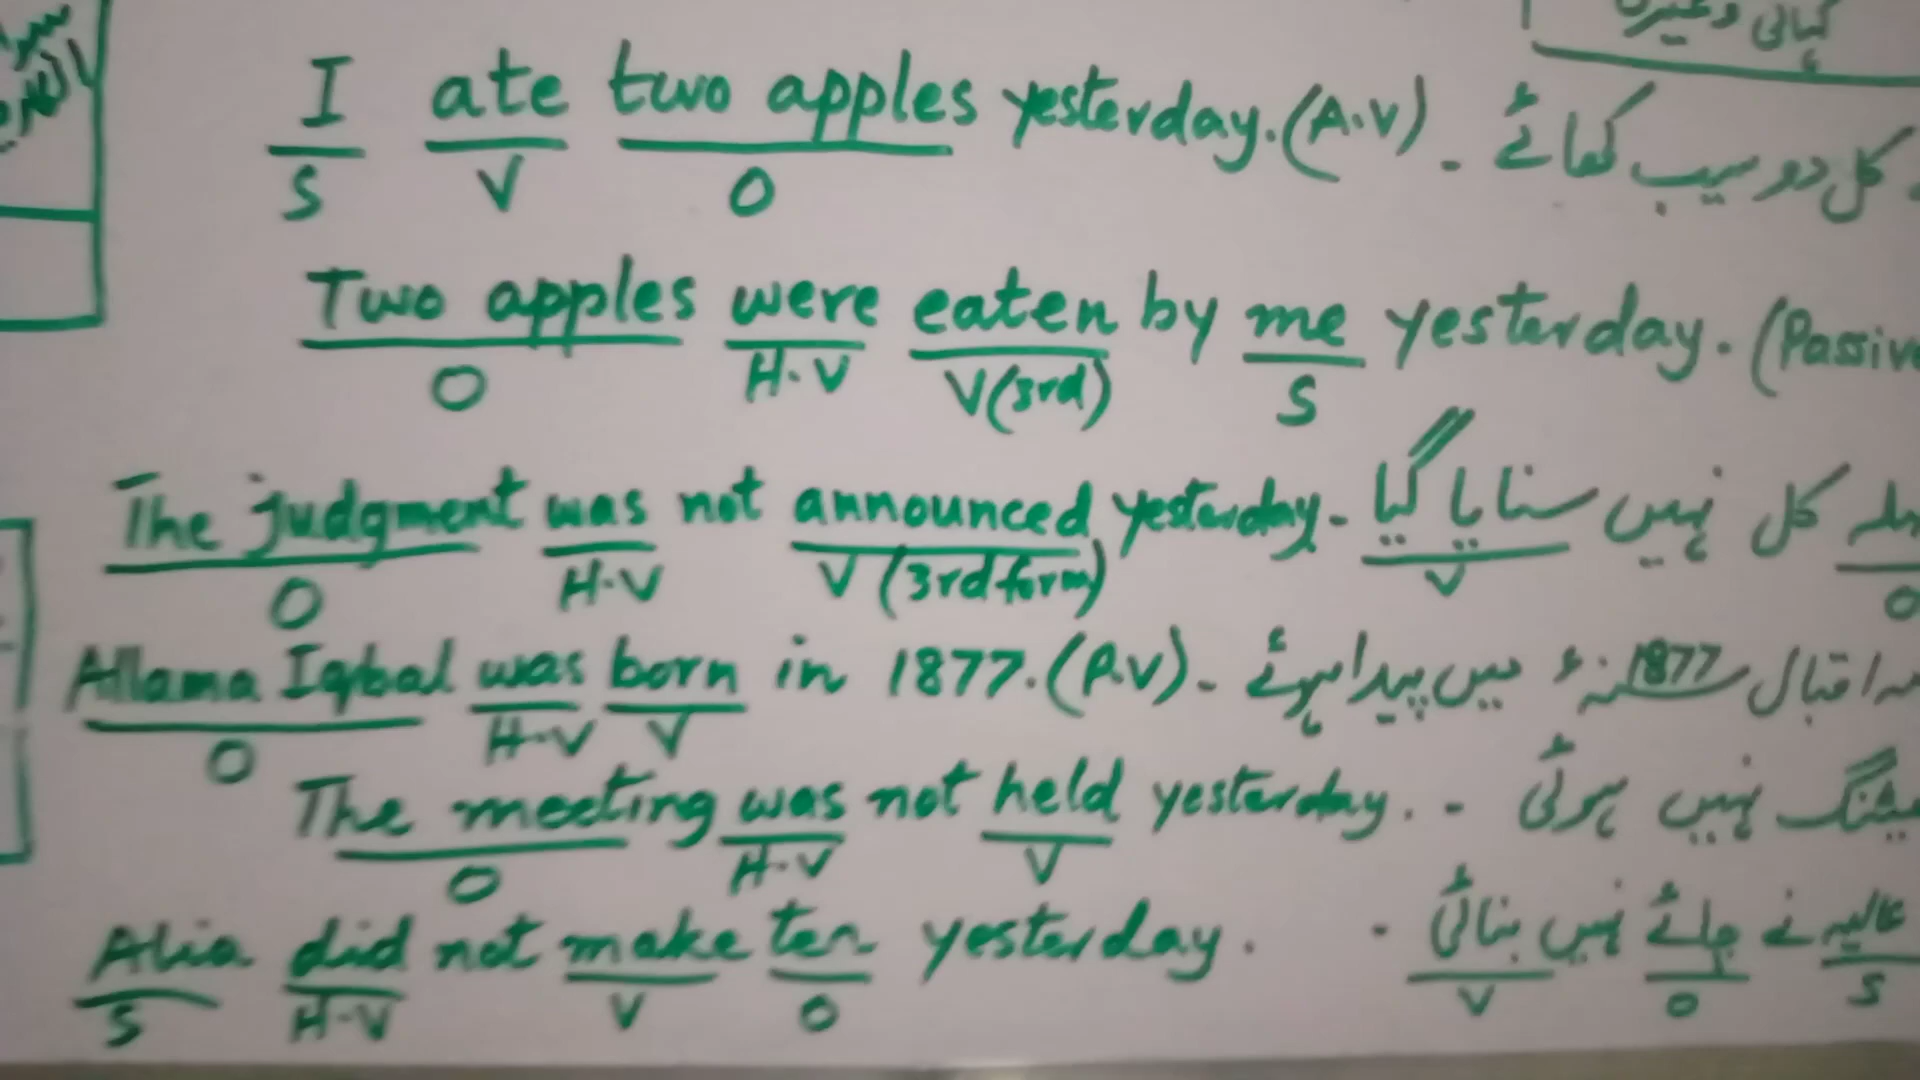 کہانی وغیرہ
I ate two apples yesterday. (A.V) کل دو سیب کھائے ۔
S V O
Two apples were eaten by me yesterday. (Passive
O H.V V(3rd) S
The judgment was not announced yesterday. کل نہیں سنایا گیا
O H.V V (3rd form) V O
Allama Iqbal was born in 1877. (P.V) اقبال 1877ء میں پیدا ہوئے ۔
O H.V V
The meeting was not held yesterday. نہیں ہوئی ۔
O H.V V
Alia did not make tea yesterday. عالیہ نے چائے نہیں بنائی ۔
S H.V V O V O S